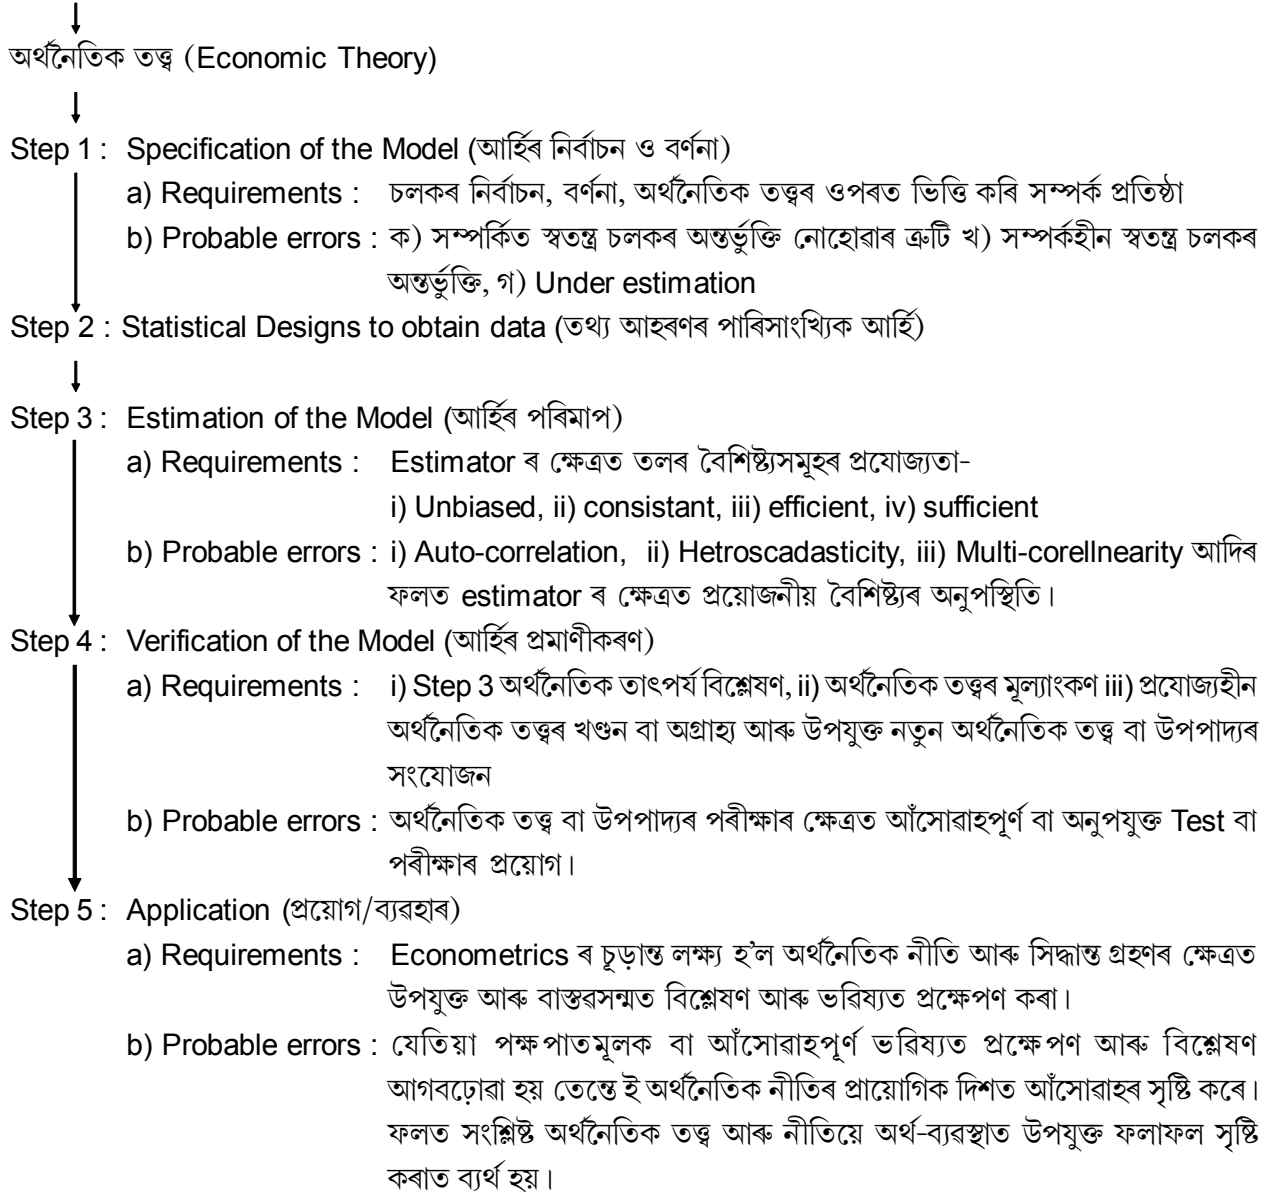 অৰ্থনৈতিক তত্ত্ব (Economic Theory)
Step 1 : Specification of the Model (আৰ্হিৰ নিৰ্বাচন ও বৰ্ণনা)
a) Requirements : চলকৰ নিৰ্বাচন, বৰ্ণনা, অৰ্থনৈতিক তত্ত্বৰ ওপৰত ভিত্তি কৰি সম্পৰ্ক প্ৰতিষ্ঠা
b) Probable errors : ক) সম্পৰ্কিত স্বতন্ত্ৰ চলকৰ অন্তৰ্ভুক্তি নোহোৱাৰ ত্ৰুটি খ) সম্পৰ্কহীন স্বতন্ত্ৰ চলকৰ
অন্তৰ্ভুক্তি, গ) Under estimation
Step 2 : Statistical Designs to obtain data (তথ্য আহৰণৰ পাৰিসাংখ্যিক আৰ্হি)
Step 3 : Estimation of the Model (আৰ্হিৰ পৰিমাপ)
a) Requirements : Estimator ৰ ক্ষেত্ৰত তলৰ বৈশিষ্ট্যসমূহৰ প্ৰযোজ্যতা-
i) Unbiased, ii) consistant, iii) efficient, iv) sufficient
b) Probable errors : i) Auto-correlation, ii) Hetroscadasticity, iii) Multi-corellnearity আদিৰ
ফলত estimator ৰ ক্ষেত্ৰত প্ৰয়োজনীয় বৈশিষ্ট্যৰ অনুপস্থিতি।
Step 4 : Verification of the Model (আৰ্হিৰ প্ৰমাণীকৰণ)
a) Requirements : i) Step 3 অৰ্থনৈতিক তাৎপৰ্য বিশ্লেষণ, ii) অৰ্থনৈতিক তত্ত্বৰ মূল্যাংকণ iii) প্ৰযোজ্যহীন
অৰ্থনৈতিক তত্ত্বৰ খণ্ডন বা অগ্ৰাহ্য আৰু উপযুক্ত নতুন অৰ্থনৈতিক তত্ত্ব বা উপপাদ্যৰ
সংযোজন
b) Probable errors : অৰ্থনৈতিক তত্ত্ব বা উপপাদ্যৰ পৰীক্ষাৰ ক্ষেত্ৰত আঁসোৱাহপূৰ্ণ বা অনুপযুক্ত Test বা
পৰীক্ষাৰ প্ৰয়োগ।
Step 5 : Application (প্ৰয়োগ/ব্যৱহাৰ)
a) Requirements : Econometrics ৰ চূড়ান্ত লক্ষ্য হ'ল অৰ্থনৈতিক নীতি আৰু সিদ্ধান্ত গ্ৰহণৰ ক্ষেত্ৰত
উপযুক্ত আৰু বাস্তৱসন্মত বিশ্লেষণ আৰু ভৱিষ্যত প্ৰক্ষেপণ কৰা।
b) Probable errors : যেতিয়া পক্ষপাতমূলক বা আঁসোৱাহপূৰ্ণ ভৱিষ্যত প্ৰক্ষেপণ আৰু বিশ্লেষণ
আগবঢ়োৱা হয় তেন্তে ই অৰ্থনৈতিক নীতিৰ প্ৰায়োগিক দিশত আঁসোৱাহৰ সৃষ্টি কৰে।
ফলত সংশ্লিষ্ট অৰ্থনৈতিক তত্ত্ব আৰু নীতিয়ে অৰ্থ-ব্যৱস্থাত উপযুক্ত ফলাফল সৃষ্টি
কৰাত ব্যৰ্থ হয়।